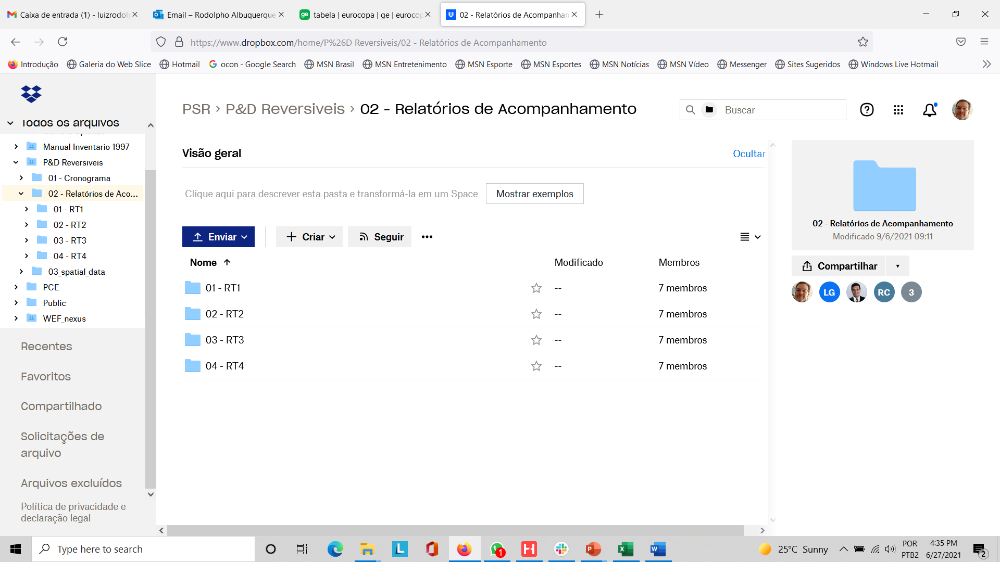 Caixa de entrada (1) - luizrodolp
Email – Rodolpho Albuquerque
ge tabela | eurocopa | ge | eurocop
02 - Relatórios de Acompanhan
https://www.dropbox.com/home/P%26D Reversiveis/02 - Relatórios de Acompanhamento
Introdução
Galeria do Web Slice
Hotmail
ocon - Google Search
MSN Brasil
MSN Entretenimento
MSN Esporte
MSN Esportes
MSN Notícias
MSN Vídeo
Messenger
Sites Sugeridos
Windows Live Hotmail
Todos os arquivos
Manual Inventario 1997
P&D Reversiveis
01 - Cronograma
02 - Relatórios de Aco...
01 - RT1
02 - RT2
03 - RT3
04 - RT4
03_spatial_data
PCE
Public
WEF_nexus
Recentes
Favoritos
Compartilhado
Solicitações de
arquivo
Arquivos excluídos
Política de privacidade e
declaração legal
PSR › P&D Reversiveis › 02 - Relatórios de Acompanhamento
Buscar
Visão geral
Ocultar
Clique aqui para descrever esta pasta e transformá-la em um Space
Mostrar exemplos
Enviar
Criar
Seguir
Nome Modificado Membros
01 - RT1 -- 7 membros
02 - RT2 -- 7 membros
03 - RT3 -- 7 membros
04 - RT4 -- 7 membros
02 - Relatórios de Acompanhamento
Modificado 9/6/2021 09:11
Compartilhar
LG
RC
3
Type here to search
L
1
H
P
X
W
25°C Sunny
POR
PTB2
4:35 PM
6/27/2021
2